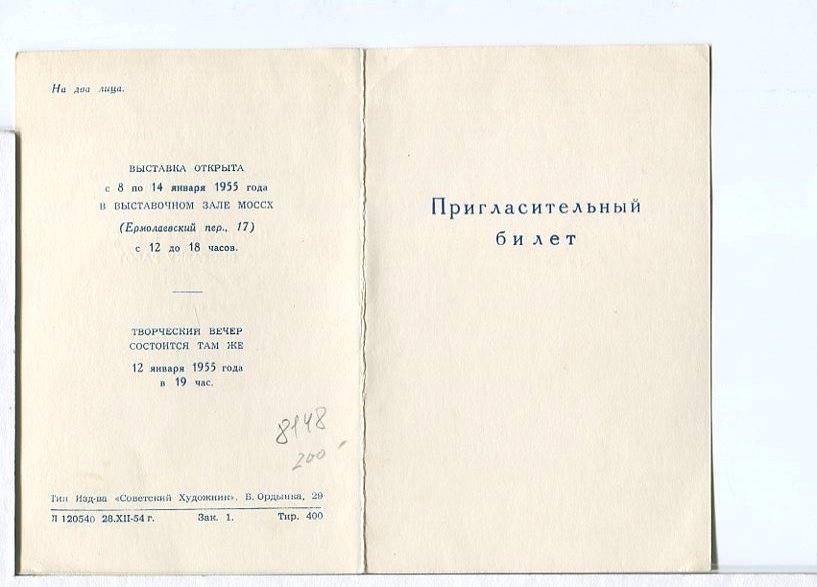 На два лица.
ВЫСТАВКА ОТКРЫТА
с 8 по 14 января 1955 года
В ВЫСТАВОЧНОМ ЗАЛЕ МОССХ
(Ермолаевский пер., 17)
с 12 до 18 часов.
ТВОРЧЕСКИЙ ВЕЧЕР
СОСТОИТСЯ ТАМ ЖЕ
12 января 1955 года
в 19 час.
8148
200
Тип Изд-ва «Советский Художник». Б. Ордынка, 29
Л 120540 28.XII-54 г. Зак. 1. Тир. 400
Пригласительный
билет